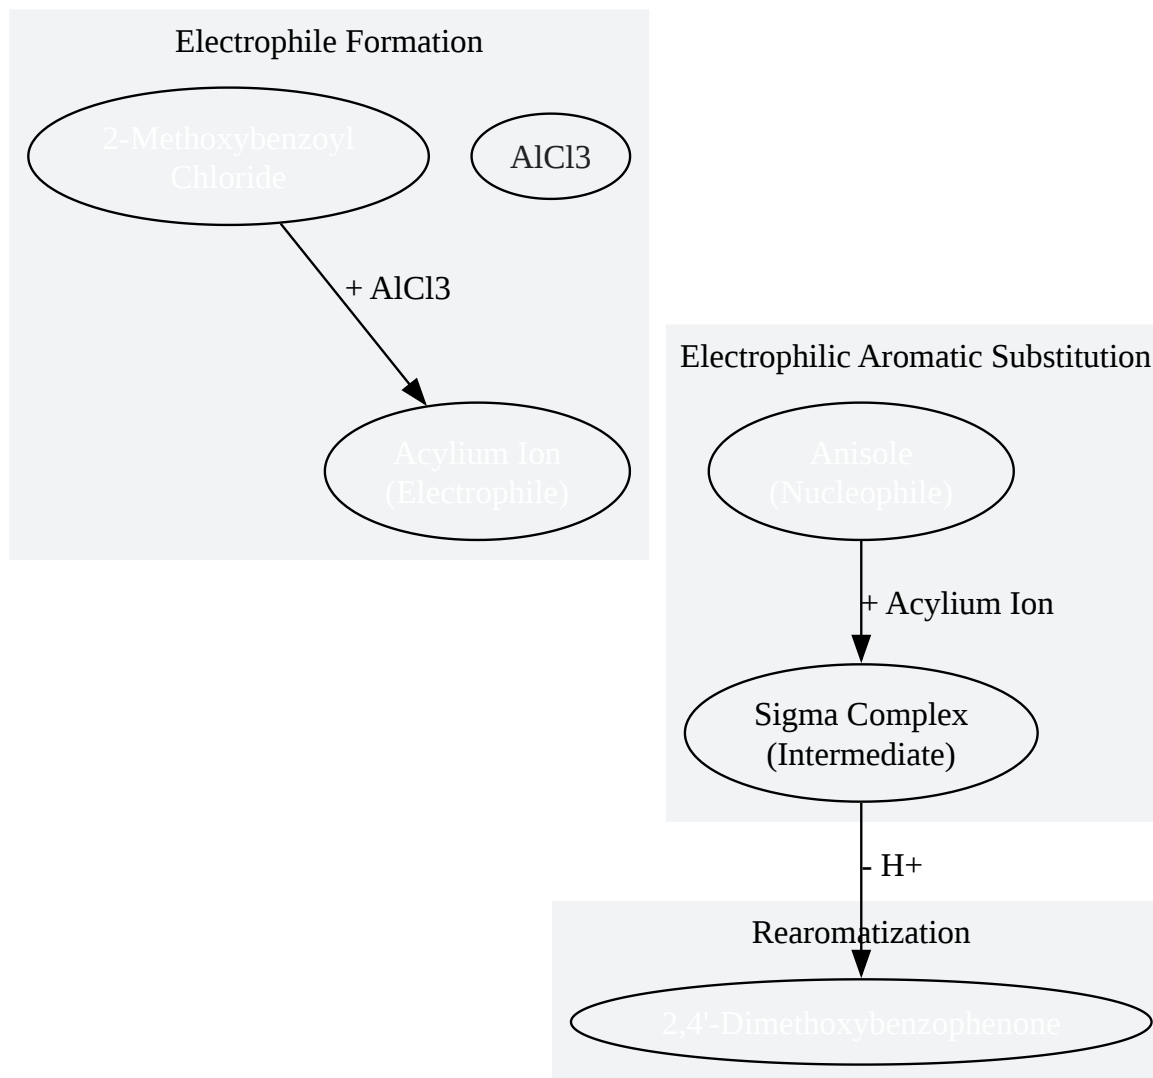 Electrophile Formation
2-Methoxybenzoyl
Chloride
AlCl3
+ AlCl3
Acylium Ion
(Electrophile)
Electrophilic Aromatic Substitution
Anisole
(Nucleophile)
+ Acylium Ion
Sigma Complex
(Intermediate)
- H+
Rearomatization
2,4'-Dimethoxybenzophenone